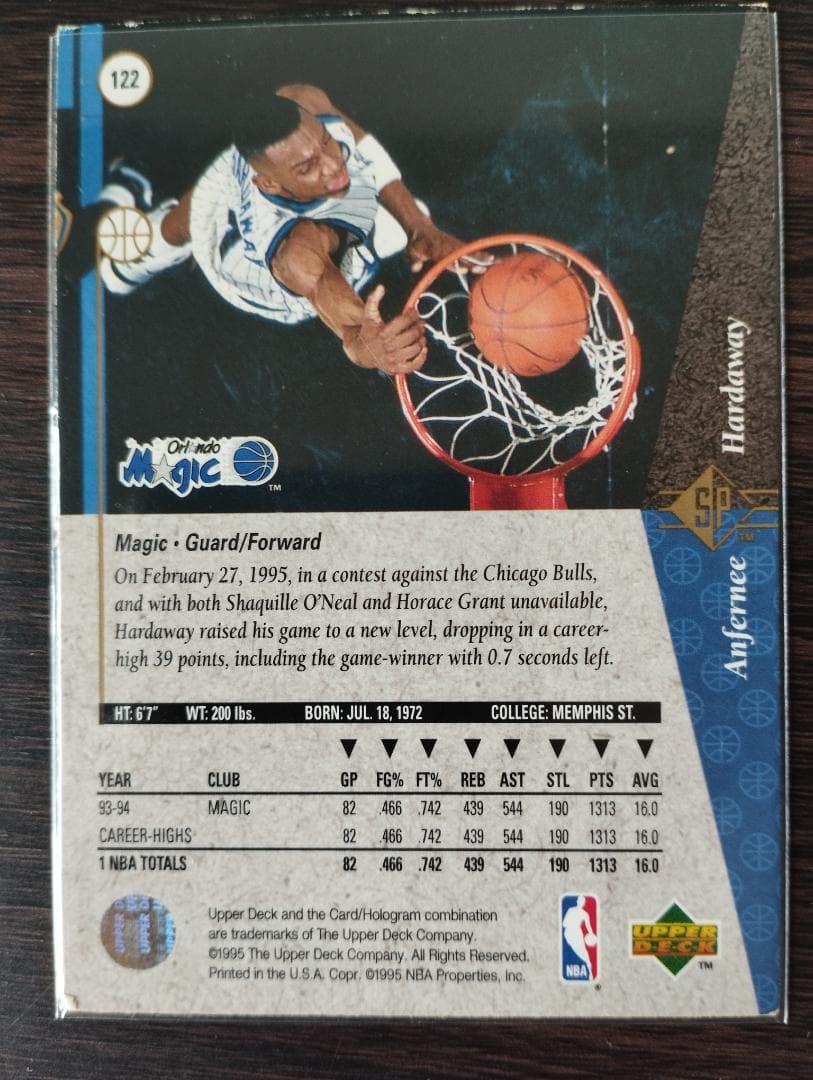 122
HARDAWAY
Orlando
Magic
TM
Hardaway
SP
TM
Anfernee
Magic • Guard/Forward
On February 27, 1995, in a contest against the Chicago Bulls,
and with both Shaquille O'Neal and Horace Grant unavailable,
Hardaway raised his game to a new level, dropping in a career-
high 39 points, including the game-winner with 0.7 seconds left.
HT: 6'7" WT: 200 lbs. BORN: JUL. 18, 1972 COLLEGE: MEMPHIS ST.
YEAR CLUB GP FG% FT% REB AST STL PTS AVG
93-94 MAGIC 82 .466 .742 439 544 190 1313 16.0
CAREER-HIGHS 82 .466 .742 439 544 190 1313 16.0
1 NBA TOTALS 82 .466 .742 439 544 190 1313 16.0
Upper Deck and the Card/Hologram combination
are trademarks of The Upper Deck Company.
©1995 The Upper Deck Company. All Rights Reserved.
Printed in the U.S.A. Copr. ©1995 NBA Properties, Inc.
NBA
®
UPPER
DECK
TM